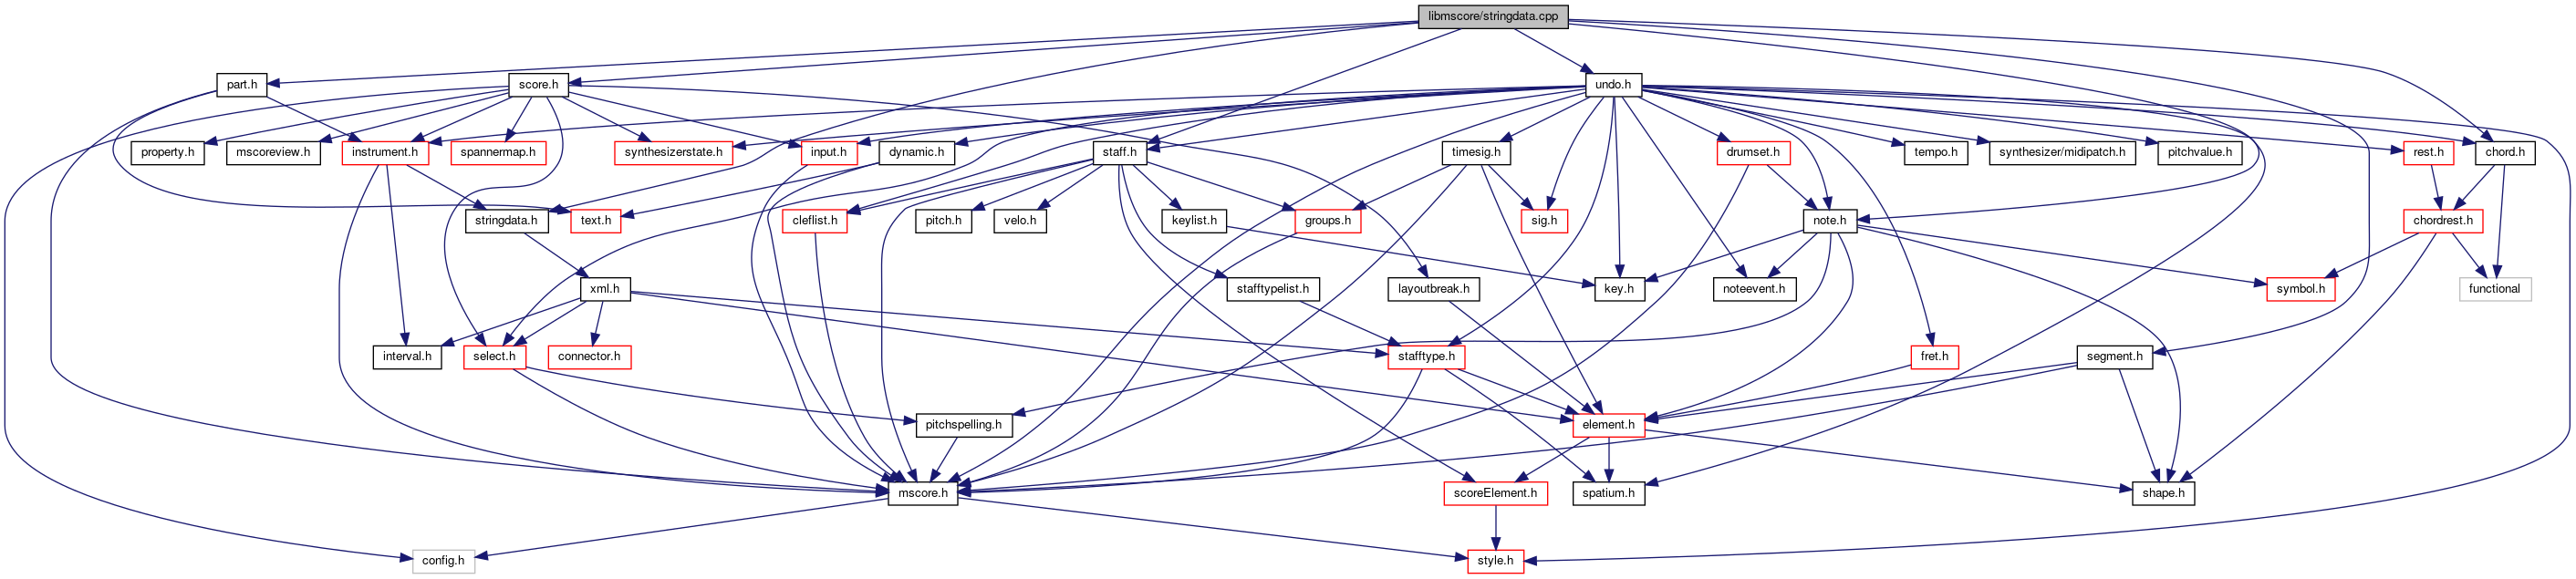 libmscore/stringdata.cpp
part.h
score.h
undo.h
property.h
mscoreview.h
instrument.h
spannermap.h
synthesizerstate.h
input.h
dynamic.h
staff.h
timesig.h
drumset.h
tempo.h
synthesizer/midipatch.h
pitchvalue.h
rest.h
chord.h
stringdata.h
text.h
cleflist.h
pitch.h
velo.h
keylist.h
groups.h
sig.h
note.h
chordrest.h
xml.h
stafftypelist.h
layoutbreak.h
key.h
noteevent.h
symbol.h
functional
interval.h
select.h
connector.h
stafftype.h
fret.h
segment.h
pitchspelling.h
element.h
mscore.h
scoreElement.h
spatium.h
shape.h
config.h
style.h